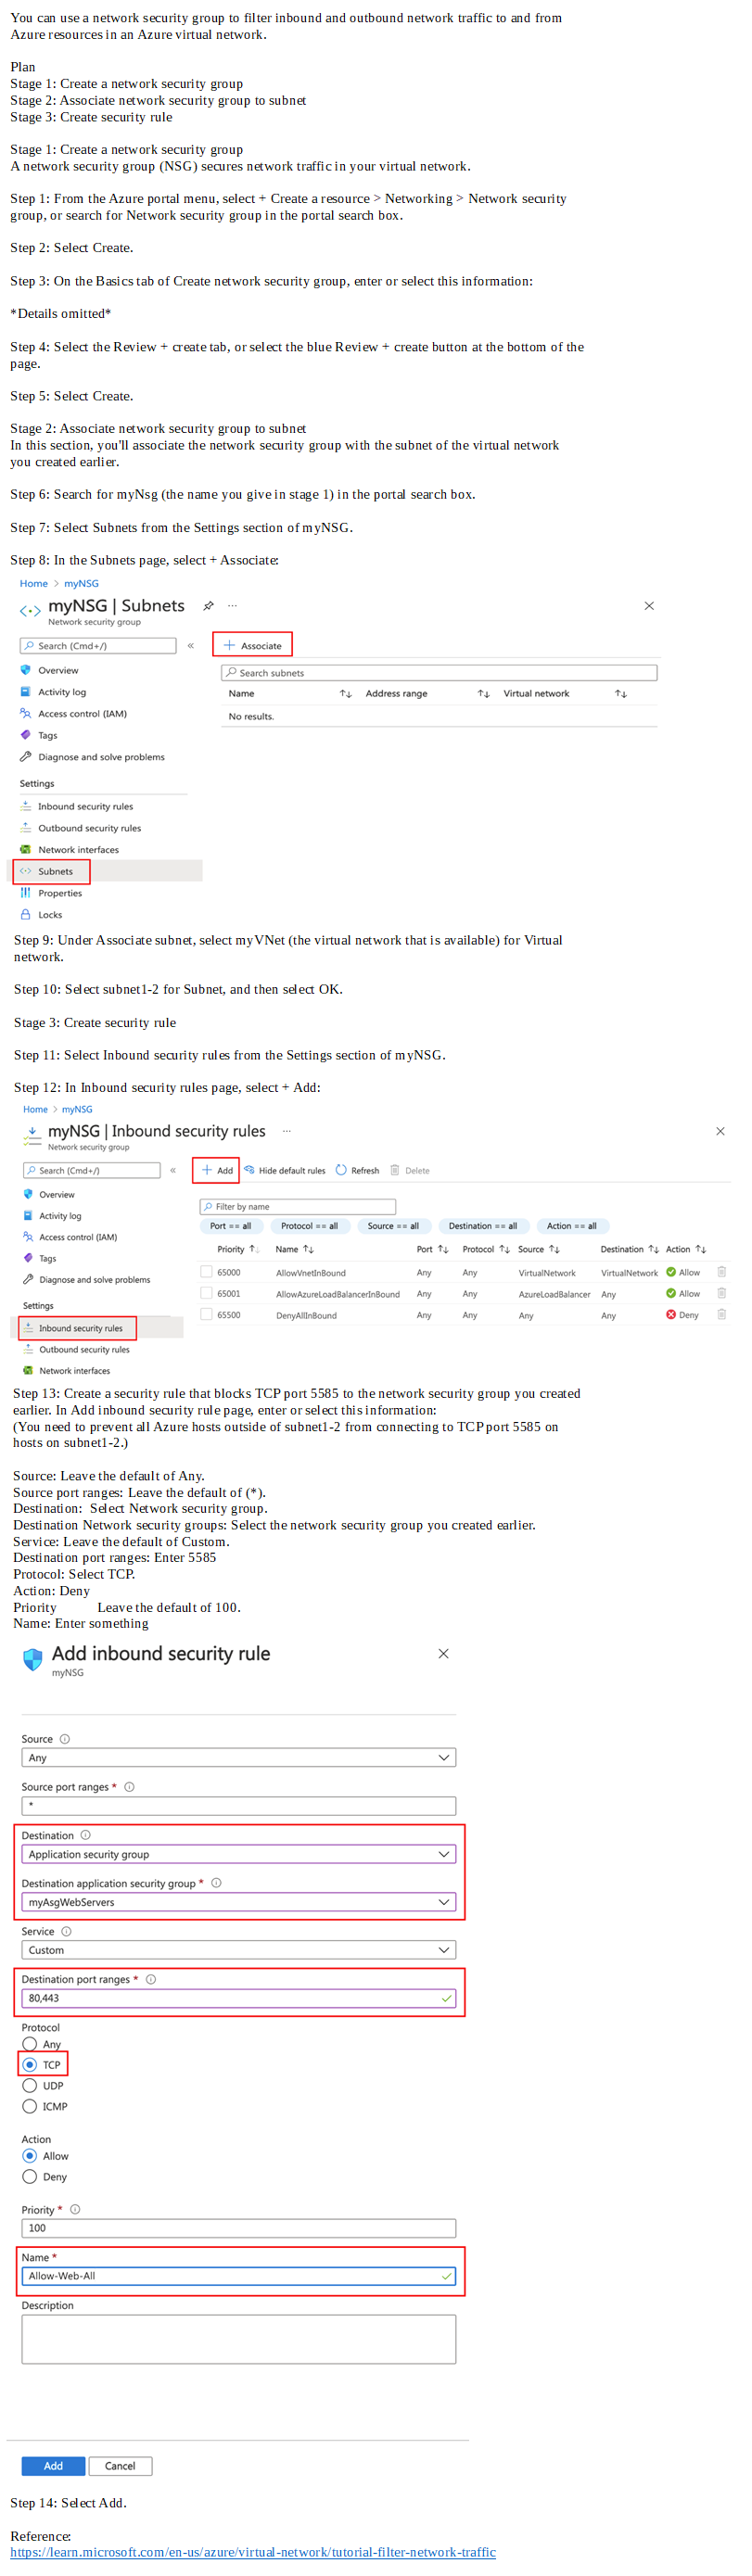 You can use a network security group to filter inbound and outbound network traffic to and from
Azure resources in an Azure virtual network.
Plan
Stage 1: Create a network security group
Stage 2: Associate network security group to subnet
Stage 3: Create security rule
Stage 1: Create a network security group
A network security group (NSG) secures network traffic in your virtual network.
Step 1: From the Azure portal menu, select + Create a resource > Networking > Network security
group, or search for Network security group in the portal search box.
Step 2: Select Create.
Step 3: On the Basics tab of Create network security group, enter or select this information:
*Details omitted*
Step 4: Select the Review + create tab, or select the blue Review + create button at the bottom of the
page.
Step 5: Select Create.
Stage 2: Associate network security group to subnet
In this section, you'll associate the network security group with the subnet of the virtual network
you created earlier.
Step 6: Search for myNsg (the name you give in stage 1) in the portal search box.
Step 7: Select Subnets from the Settings section of myNSG.
Step 8: In the Subnets page, select + Associate:
Home > myNSG
myNSG | Subnets ...
Network security group
Search (Cmd+/) «
+ Associate
Search subnets
Name ↑↓ Address range ↑↓ Virtual network ↑↓
No results.
Overview
Activity log
Access control (IAM)
Tags
Diagnose and solve problems
Settings
Inbound security rules
Outbound security rules
Network interfaces
Subnets
Properties
Locks
Step 9: Under Associate subnet, select myVNet (the virtual network that is available) for Virtual
network.
Step 10: Select subnet1-2 for Subnet, and then select OK.
Stage 3: Create security rule
Step 11: Select Inbound security rules from the Settings section of myNSG.
Step 12: In Inbound security rules page, select + Add:
Home > myNSG
myNSG | Inbound security rules ...
Network security group
Search (Cmd+/) «
+ Add Hide default rules Refresh Delete
Filter by name
Port == all Protocol == all Source == all Destination == all Action == all
Priority ↑↓ Name ↑↓ Port ↑↓ Protocol ↑↓ Source ↑↓ Destination ↑↓ Action ↑↓
65000 AllowVnetInBound Any Any VirtualNetwork VirtualNetwork Allow
65001 AllowAzureLoadBalancerInBound Any Any AzureLoadBalancer Any Allow
65500 DenyAllInBound Any Any Any Any Deny
Overview
Activity log
Access control (IAM)
Tags
Diagnose and solve problems
Settings
Inbound security rules
Outbound security rules
Network interfaces
Step 13: Create a security rule that blocks TCP port 5585 to the network security group you created
earlier. In Add inbound security rule page, enter or select this information:
(You need to prevent all Azure hosts outside of subnet1-2 from connecting to TCP port 5585 on
hosts on subnet1-2.)
Source: Leave the default of Any.
Source port ranges: Leave the default of (*).
Destination: Select Network security group.
Destination Network security groups: Select the network security group you created earlier.
Service: Leave the default of Custom.
Destination port ranges: Enter 5585
Protocol: Select TCP.
Action: Deny
Priority Leave the default of 100.
Name: Enter something
Add inbound security rule
myNSG
Source
Any
Source port ranges *
*
Destination
Application security group
Destination application security group *
myAsgWebServers
Service
Custom
Destination port ranges *
80,443
Protocol
Any
TCP
UDP
ICMP
Action
Allow
Deny
Priority *
100
Name *
Allow-Web-All
Description
Add Cancel
Step 14: Select Add.
Reference:
https://learn.microsoft.com/en-us/azure/virtual-network/tutorial-filter-network-traffic